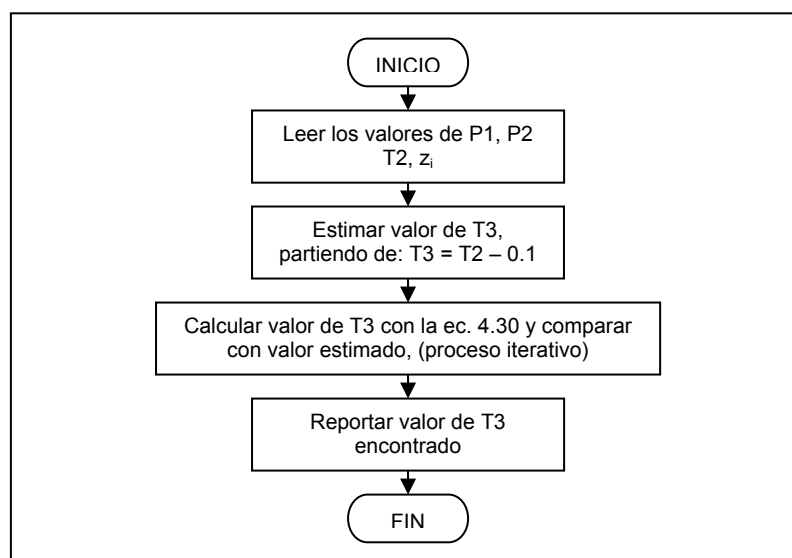 INICIO
Leer los valores de P1, P2
T2, zᵢ
Estimar valor de T3,
partiendo de: T3 = T2 – 0.1
Calcular valor de T3 con la ec. 4.30 y comparar
con valor estimado, (proceso iterativo)
Reportar valor de T3
encontrado
FIN